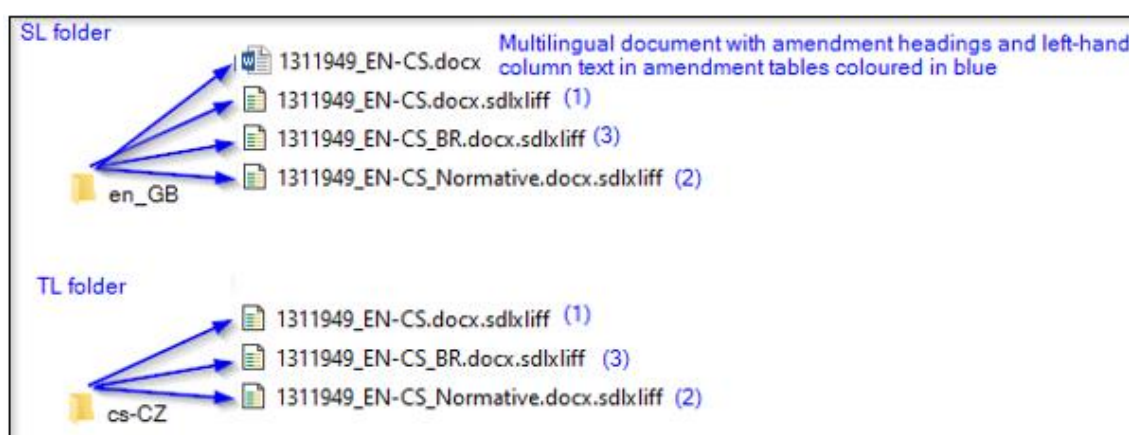 SL folder
1311949_EN-CS.docx
Multilingual document with amendment headings and left-hand
column text in amendment tables coloured in blue
1311949_EN-CS.docx.sdlxliff (1)
1311949_EN-CS_BR.docx.sdlxliff (3)
1311949_EN-CS_Normative.docx.sdlxliff (2)
en_GB
TL folder
1311949_EN-CS.docx.sdlxliff (1)
1311949_EN-CS_BR.docx.sdlxliff (3)
1311949_EN-CS_Normative.docx.sdlxliff (2)
cs-CZ